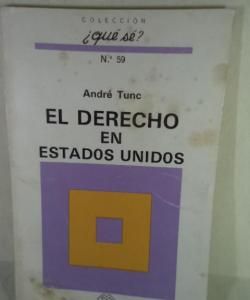 COLECCIÓN
¿qué sé?
N.° 59
André Tunc
EL DERECHO
EN
ESTADOS UNIDOS